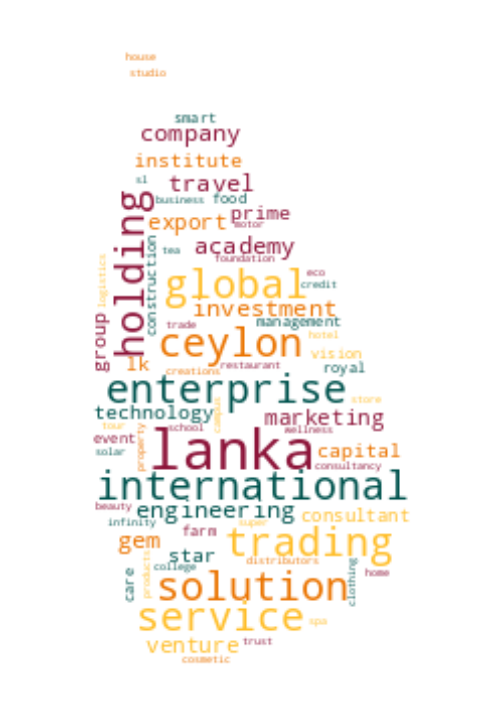 house
studio
smart
company
institute
travel
sl
business
food
holding
export
prime
motor
construction
tea
academy
foundation
logistics
global
eco
credit
investment
group
trade
management
ceylon
hotel
vision
lk
creations
restaurant
royal
enterprise
store
technology
campus
marketing
tour
school
wellness
event
property
lanka
capital
solar
consultancy
international
beauty
engineering
consultant
infinity
super
farm
gem
trading
star
products
college
distributors
care
solution
clothing
home
service
spa
venture
trust
cosmetic